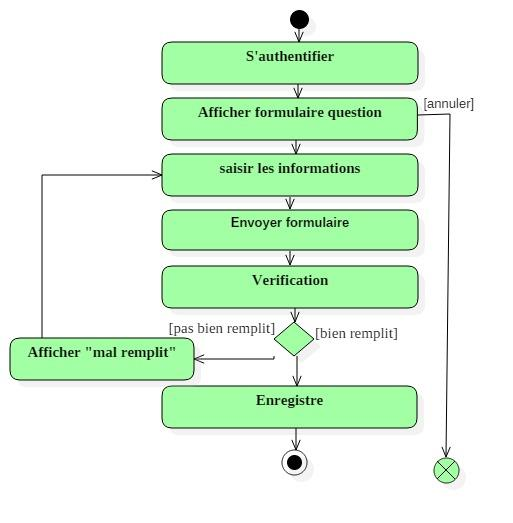 S'authentifier
Afficher formulaire question
[annuler]
saisir les informations
Envoyer formulaire
Verification
[pas bien remplit]
[bien remplit]
Afficher "mal remplit"
Enregistre